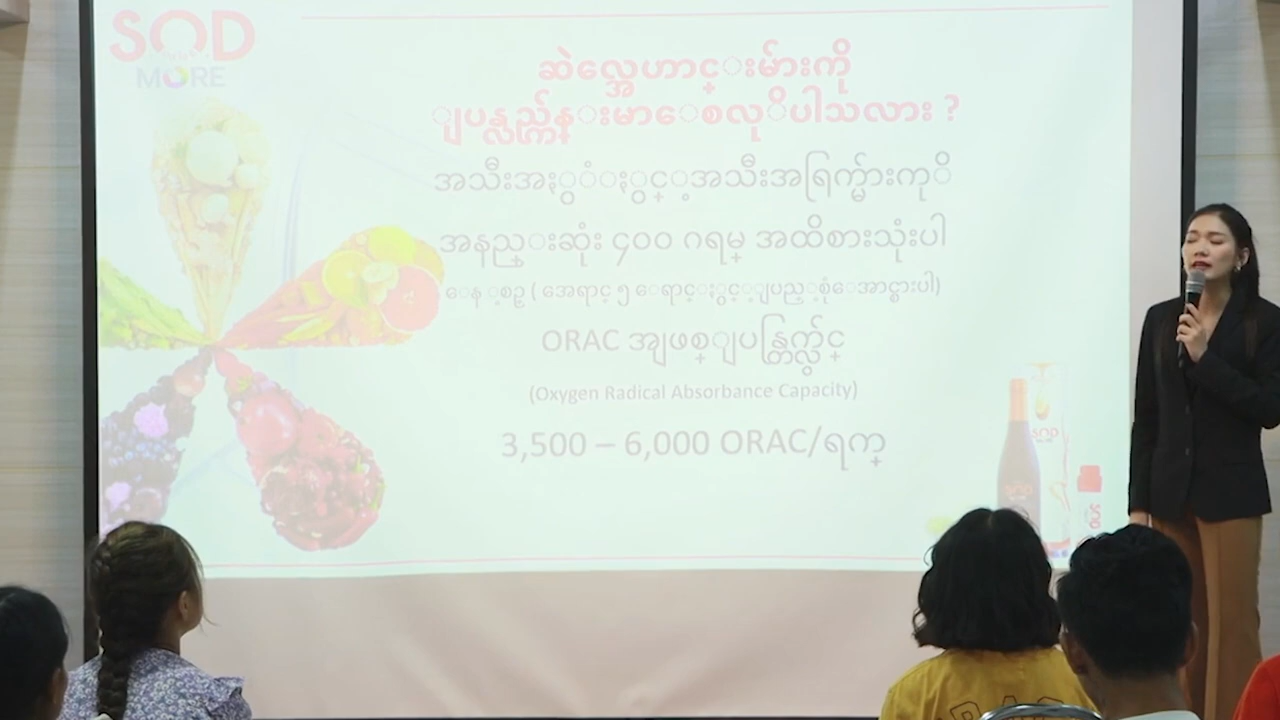 SOD
MORE
ဆဲလ်အဟောင်းများကို
ပြန်လည်ကျန်းမာစေလိုပါသလား ?
အသီးအနှံနှင့်အသီးအရွက်များကို
အနည်းဆုံး ၄၀၀ ဂရမ် အထိစားသုံးပါ
နေ့စဉ် ( အရောင် ၅ ရောင်နှင့်ပြည့်စုံအောင်စားပါ)
ORAC အဖြစ်ပြန်တွက်လျှင်
(Oxygen Radical Absorbance Capacity)
3,500 – 6,000 ORAC/ရက်
SOD